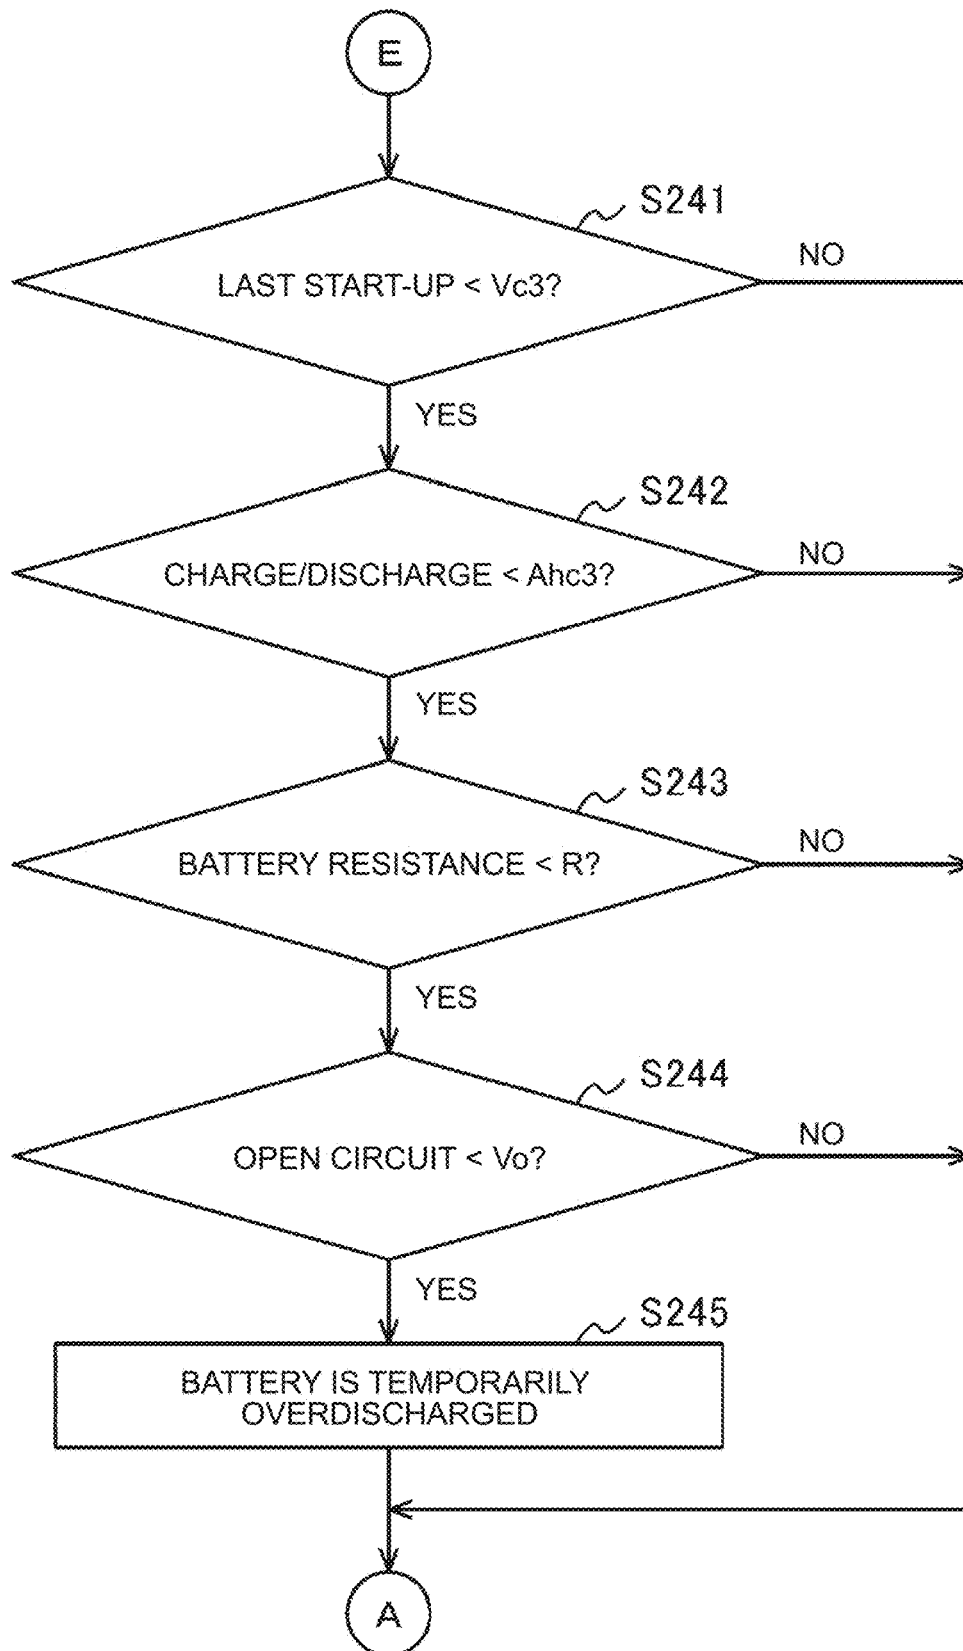 E
S241
LAST START-UP < Vc3?
NO
YES
S242
CHARGE/DISCHARGE < Ahc3?
NO
YES
S243
BATTERY RESISTANCE < R?
NO
YES
S244
OPEN CIRCUIT < Vo?
NO
YES
S245
BATTERY IS TEMPORARILY
OVERDISCHARGED
A